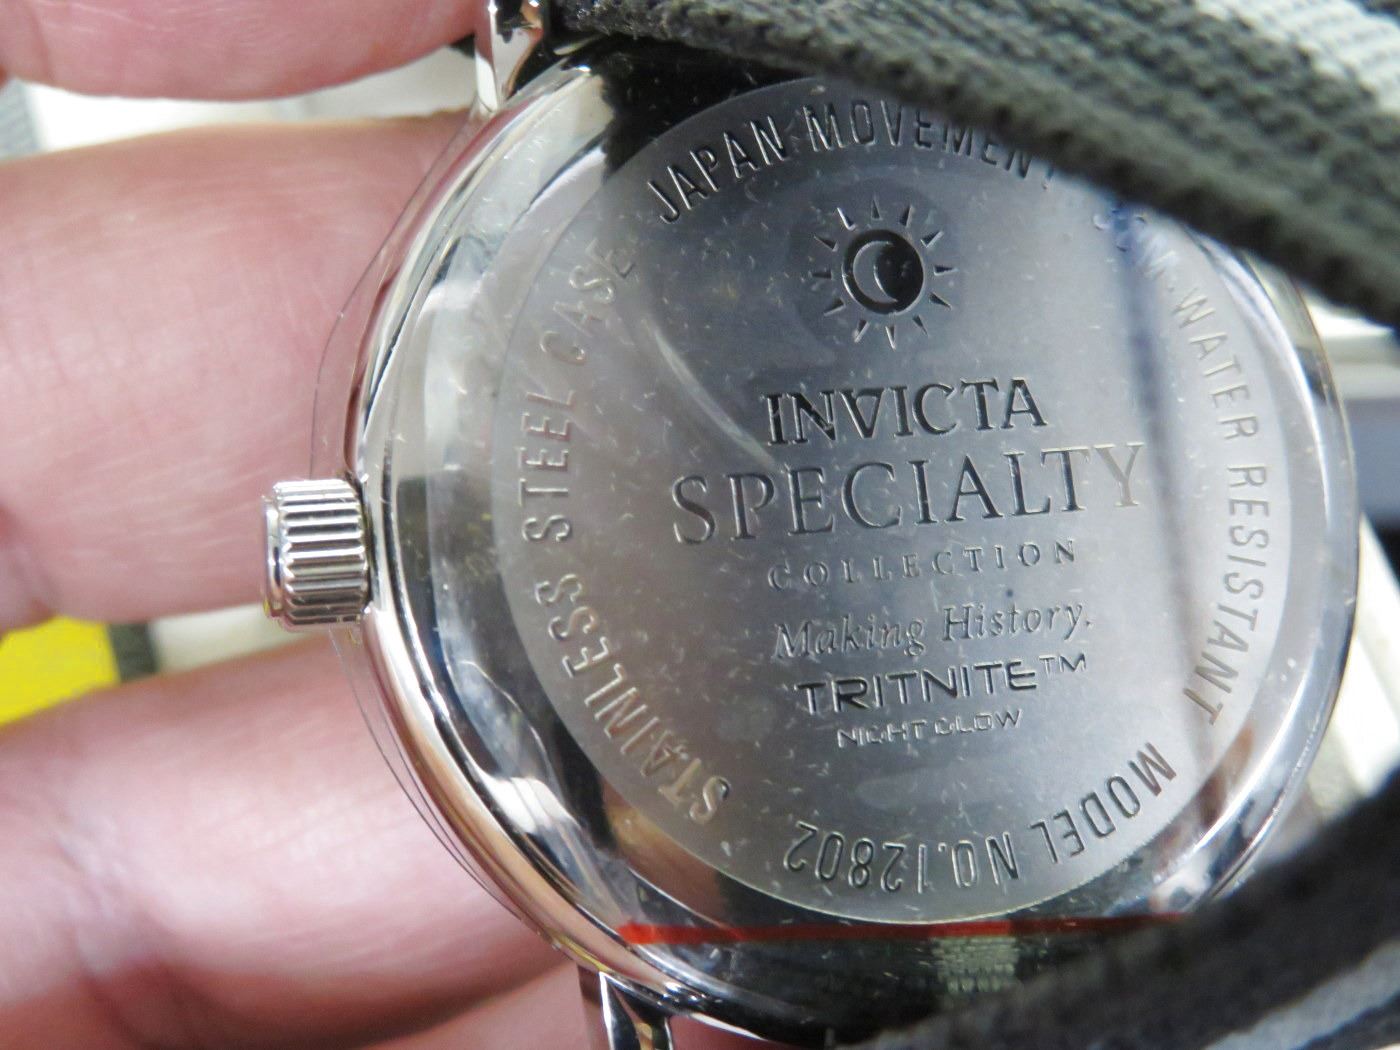 JAPAN MOVEMENT
M. WATER RESISTANT
MODEL NO.12802
STAINLESS STEEL CASE
INVICTA
SPECIALTY
COLLECTION
Making History.
TRITNITE™
NIGHT GLOW